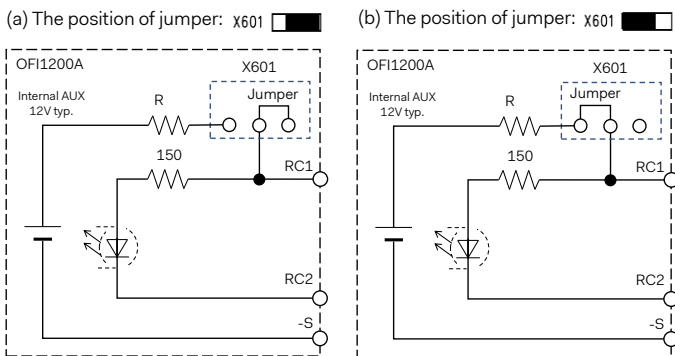 (a) The position of jumper: X601
(b) The position of jumper: X601
OFI1200A
X601
Jumper
Internal AUX
12V typ.
R
150
RC1
RC2
-S
OFI1200A
X601
Jumper
Internal AUX
12V typ.
R
150
RC1
RC2
-S